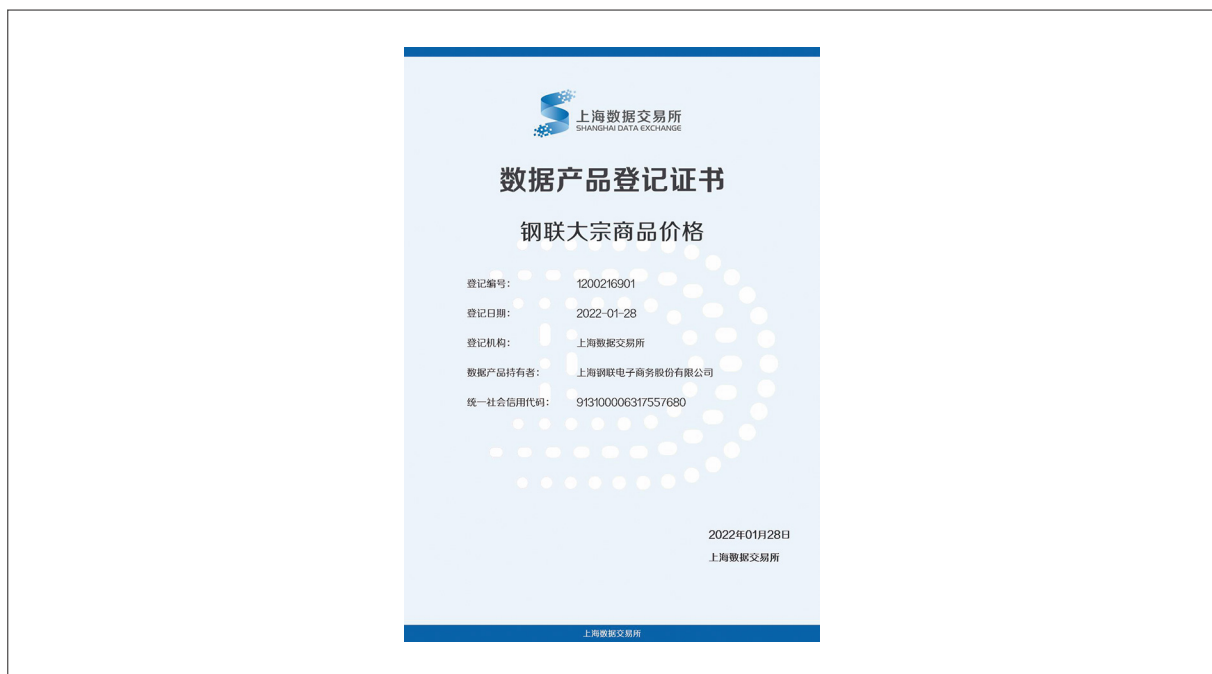 上海数据交易所
SHANGHAI DATA EXCHANGE
数据产品登记证书
钢联大宗商品价格
登记编号： 1200216901
登记日期： 2022-01-28
登记机构： 上海数据交易所
数据产品持有者： 上海钢联电子商务股份有限公司
统一社会信用代码： 913100006317557680
2022年01月28日
上海数据交易所
上海数据交易所